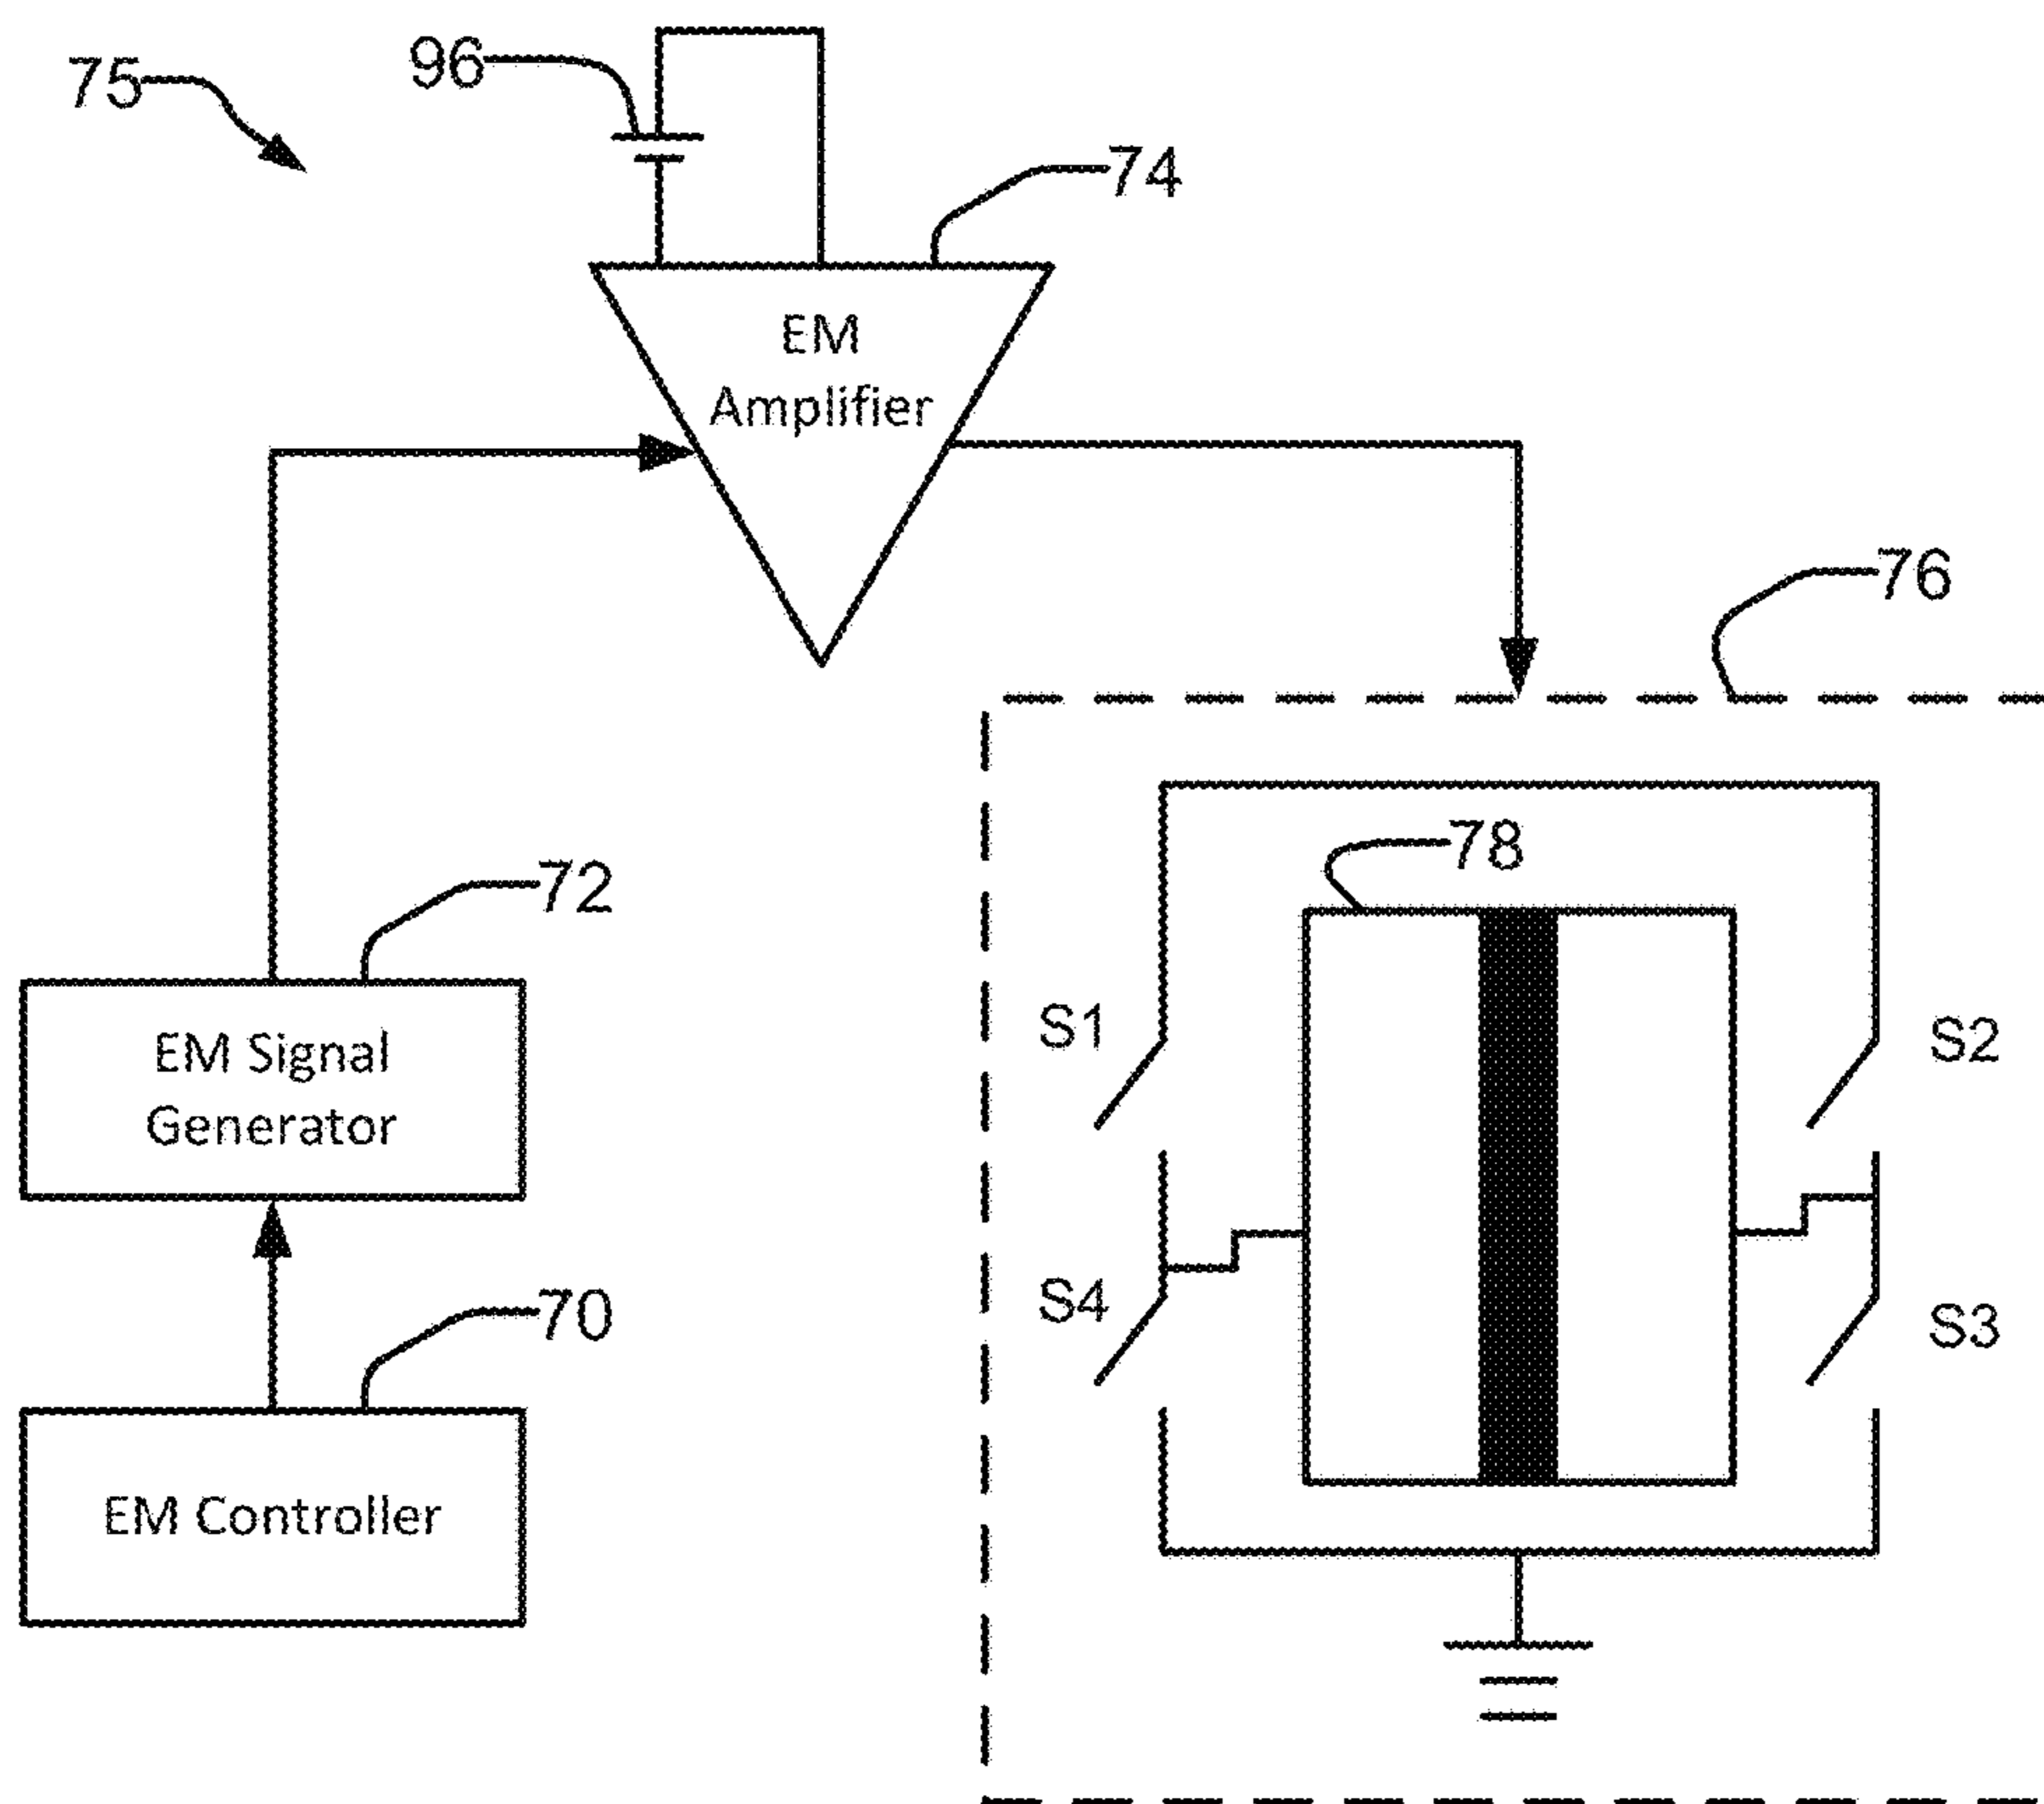 75
96
74
EM
Amplifier
76
78
72
S1
S2
EM Signal
Generator
S4
S3
70
EM Controller